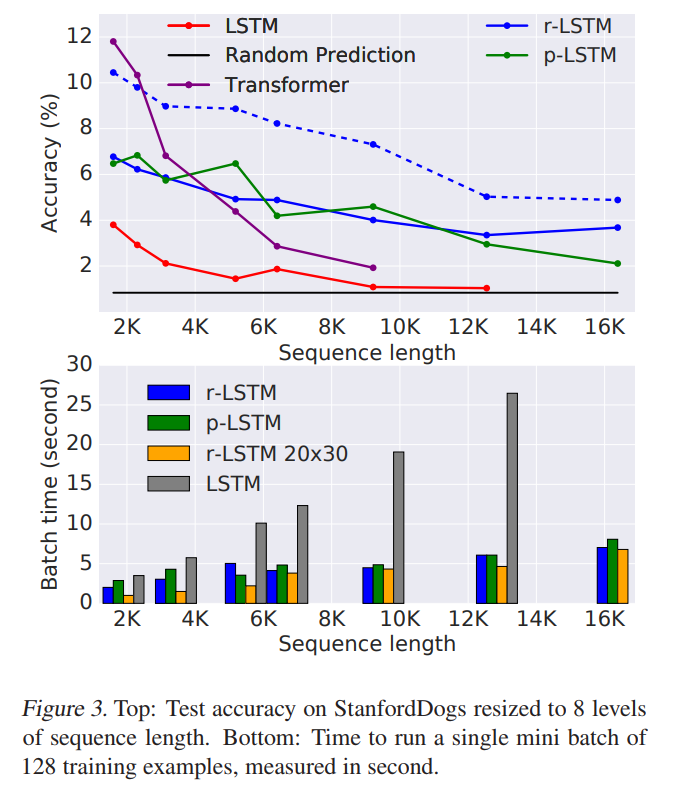 LSTM
Random Prediction
Transformer
r-LSTM
p-LSTM
Accuracy (%)
12
10
8
6
4
2
2K 4K 6K 8K 10K 12K 14K 16K
Sequence length
r-LSTM
p-LSTM
r-LSTM 20x30
LSTM
Batch time (second)
30
25
20
15
10
5
0
2K 4K 6K 8K 10K 12K 14K 16K
Sequence length
Figure 3. Top: Test accuracy on StanfordDogs resized to 8 levels
of sequence length. Bottom: Time to run a single mini batch of
128 training examples, measured in second.